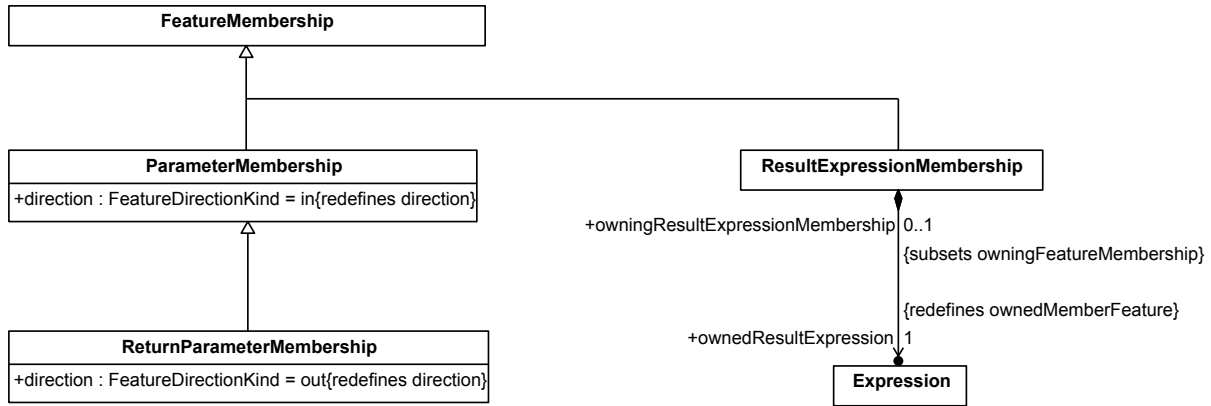 FeatureMembership
ParameterMembership
+direction : FeatureDirectionKind = in{redefines direction}
ResultExpressionMembership
+owningResultExpressionMembership 0..1
{subsets owningFeatureMembership}
{redefines ownedMemberFeature}
+ownedResultExpression 1
ReturnParameterMembership
+direction : FeatureDirectionKind = out{redefines direction}
Expression